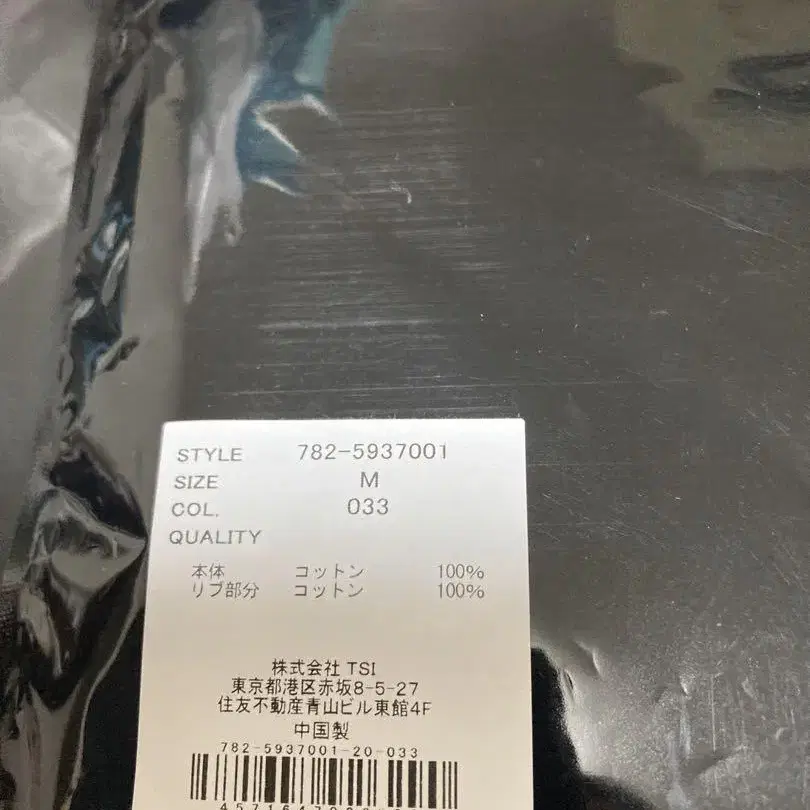 STYLE 782-5937001
SIZE M
COL. 033
QUALITY
本体 コットン 100%
リブ部分 コットン 100%
株式会社 TSI
東京都港区赤坂8-5-27
住友不動産青山ビル東館4F
中国製
782-5937001-20-033